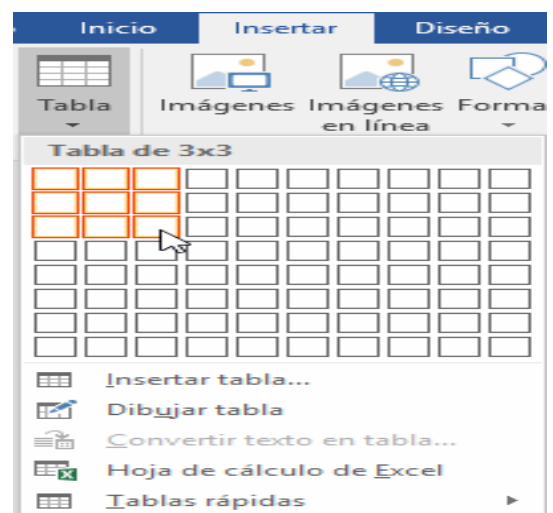 Inicio Insertar Diseño
Tabla Imágenes Imágenes Forma
en línea
Tabla de 3x3
Insertar tabla...
Dibujar tabla
Convertir texto en tabla...
Hoja de cálculo de Excel
Tablas rápidas